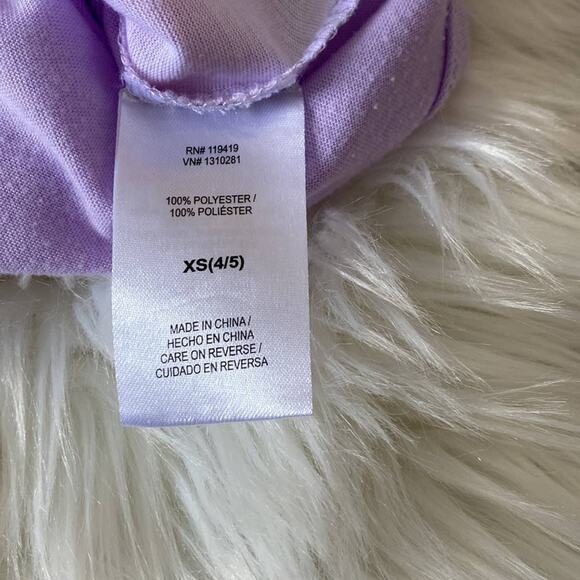 RN# 119419
VN# 1310281
100% POLYESTER /
100% POLIÉSTER
XS(4/5)
MADE IN CHINA /
HECHO EN CHINA
CARE ON REVERSE /
CUIDADO EN REVERSA